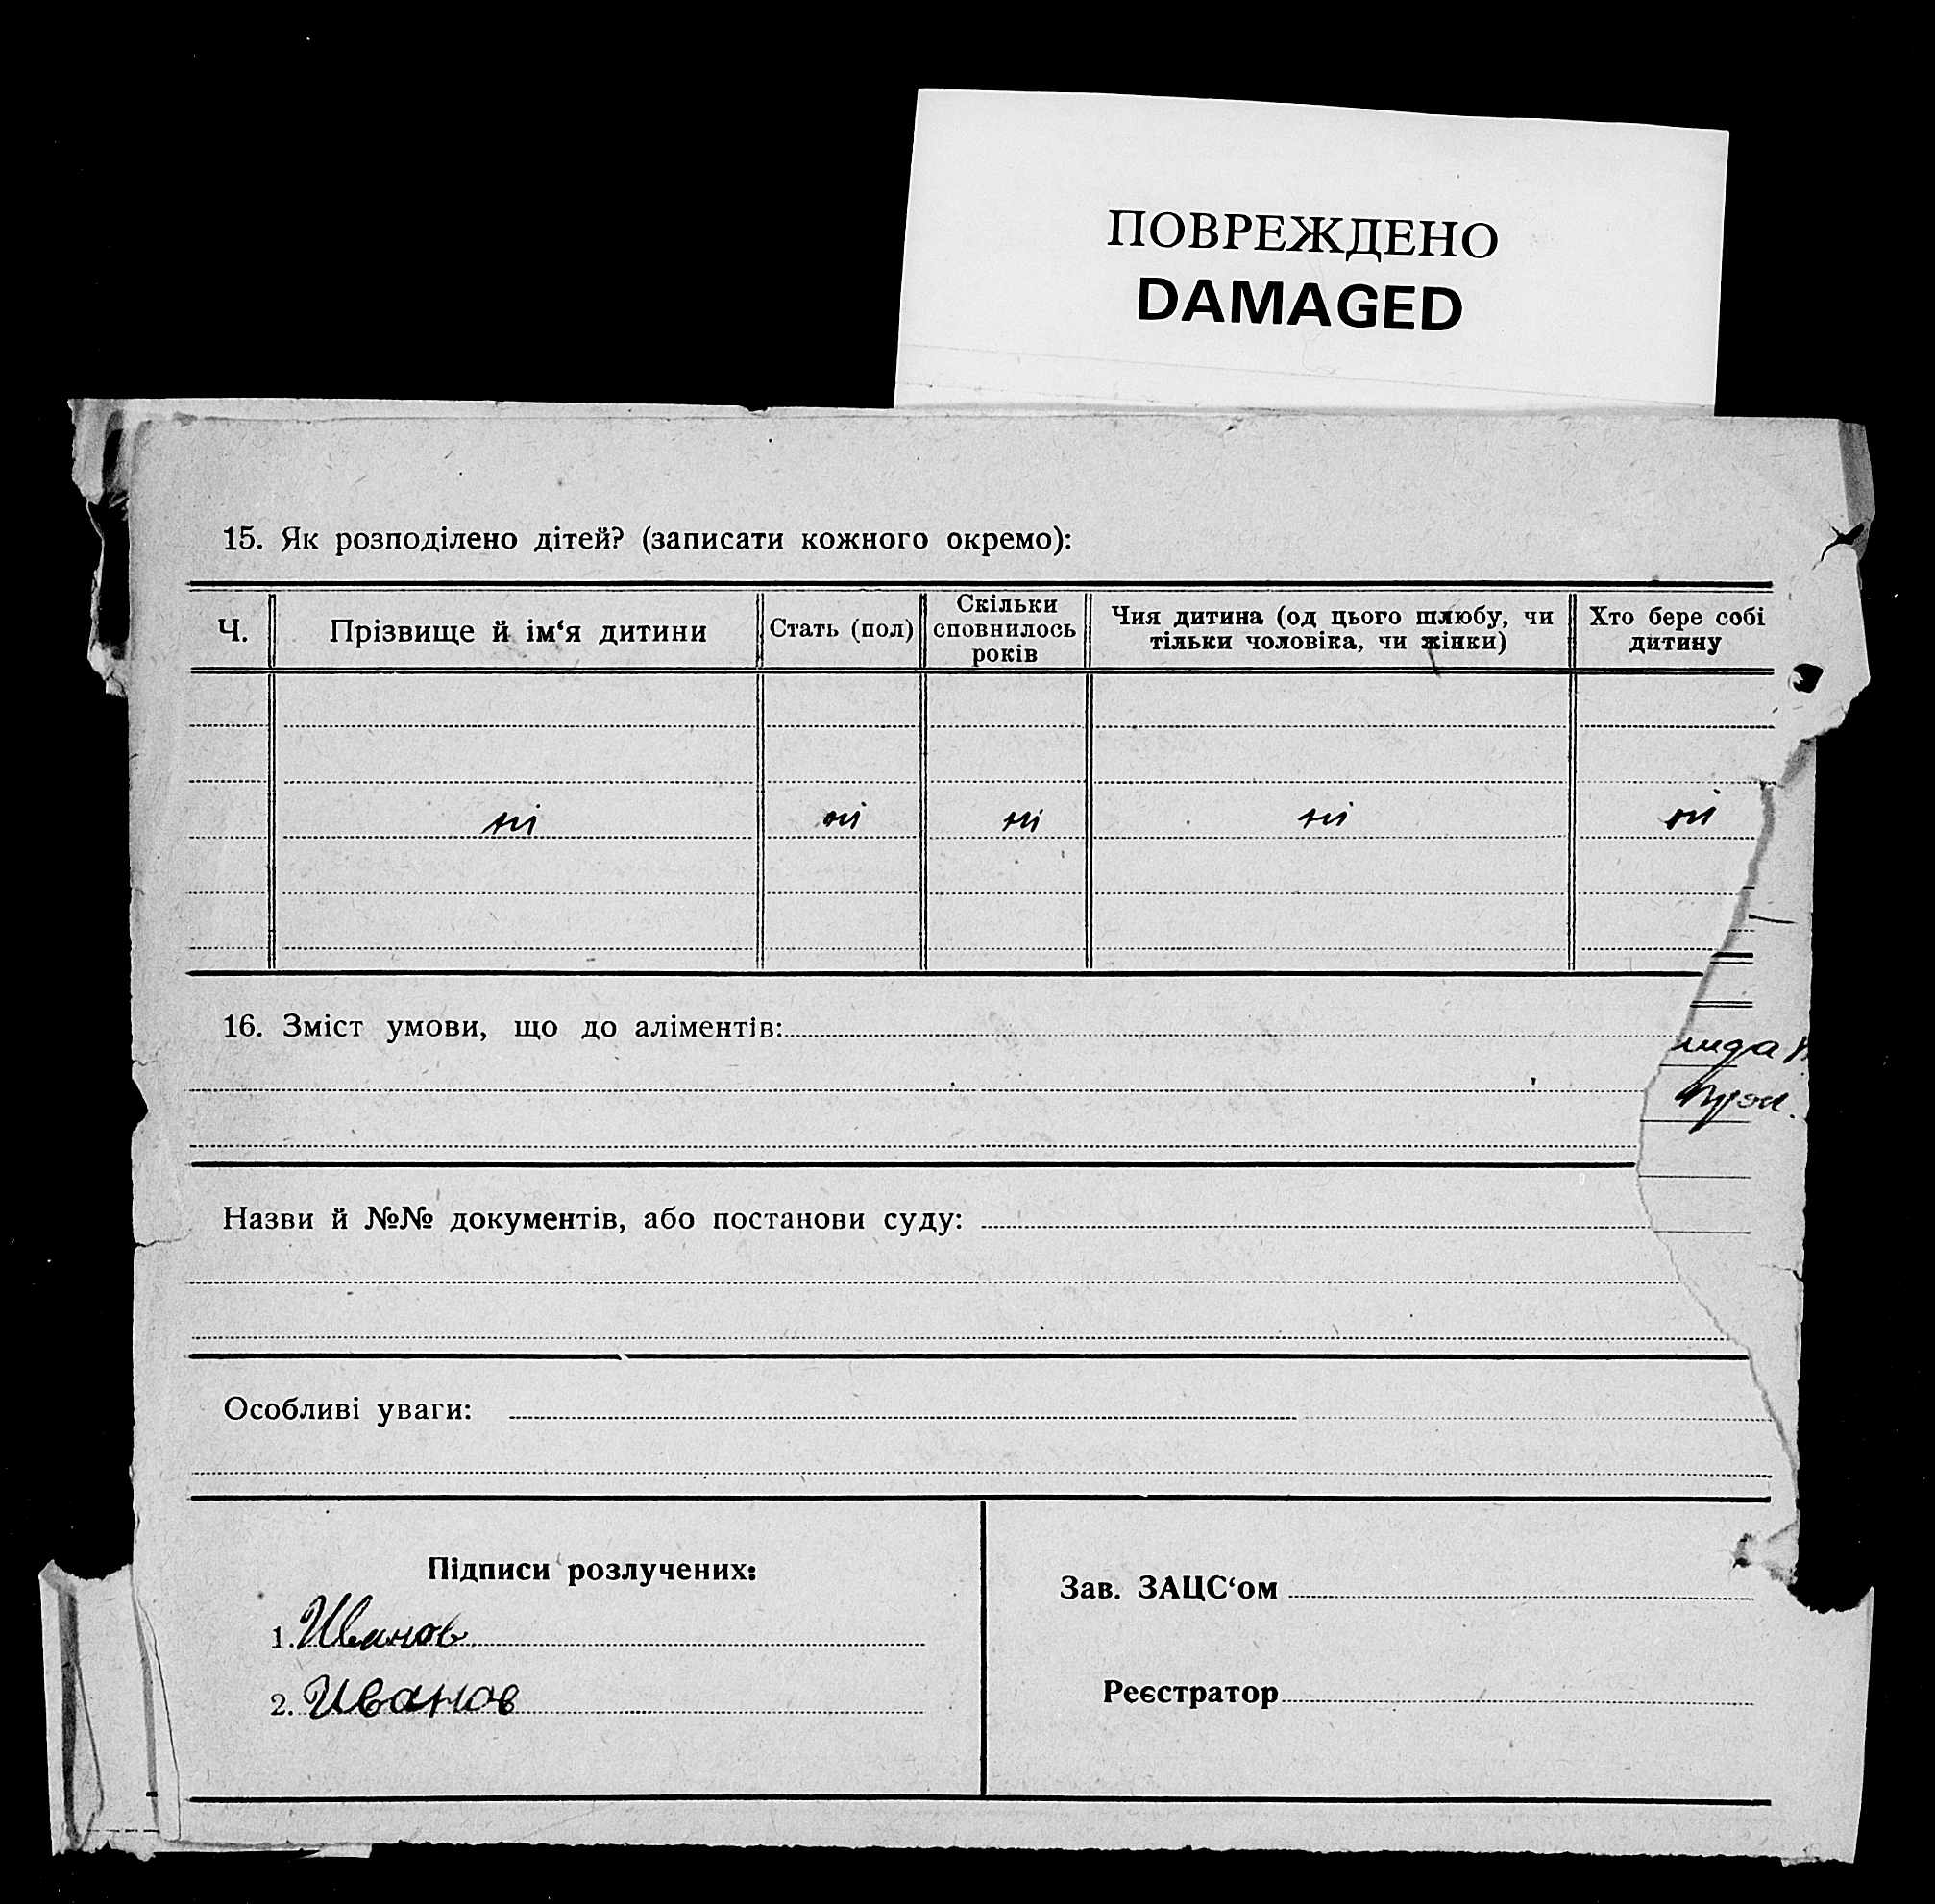 ПОВРЕЖДЕНО
DAMAGED
15. Як розподілено дітей? (записати кожного окремо):
Ч. Прізвище й ім‘я дитини Стать (пол) Скільки сповнилось років Чия дитина (од цього шлюбу, чи тільки чоловіка, чи жінки) Хто бере собі дитину
ні ні ні ні ні
16. Зміст умови, що до аліментів:
Назви й №№ документів, або постанови суду:
Особливі уваги:
Підписи розлучених:
1. Иванов
2. Иванов
Зав. ЗАЦС‘ом
Реєстратор